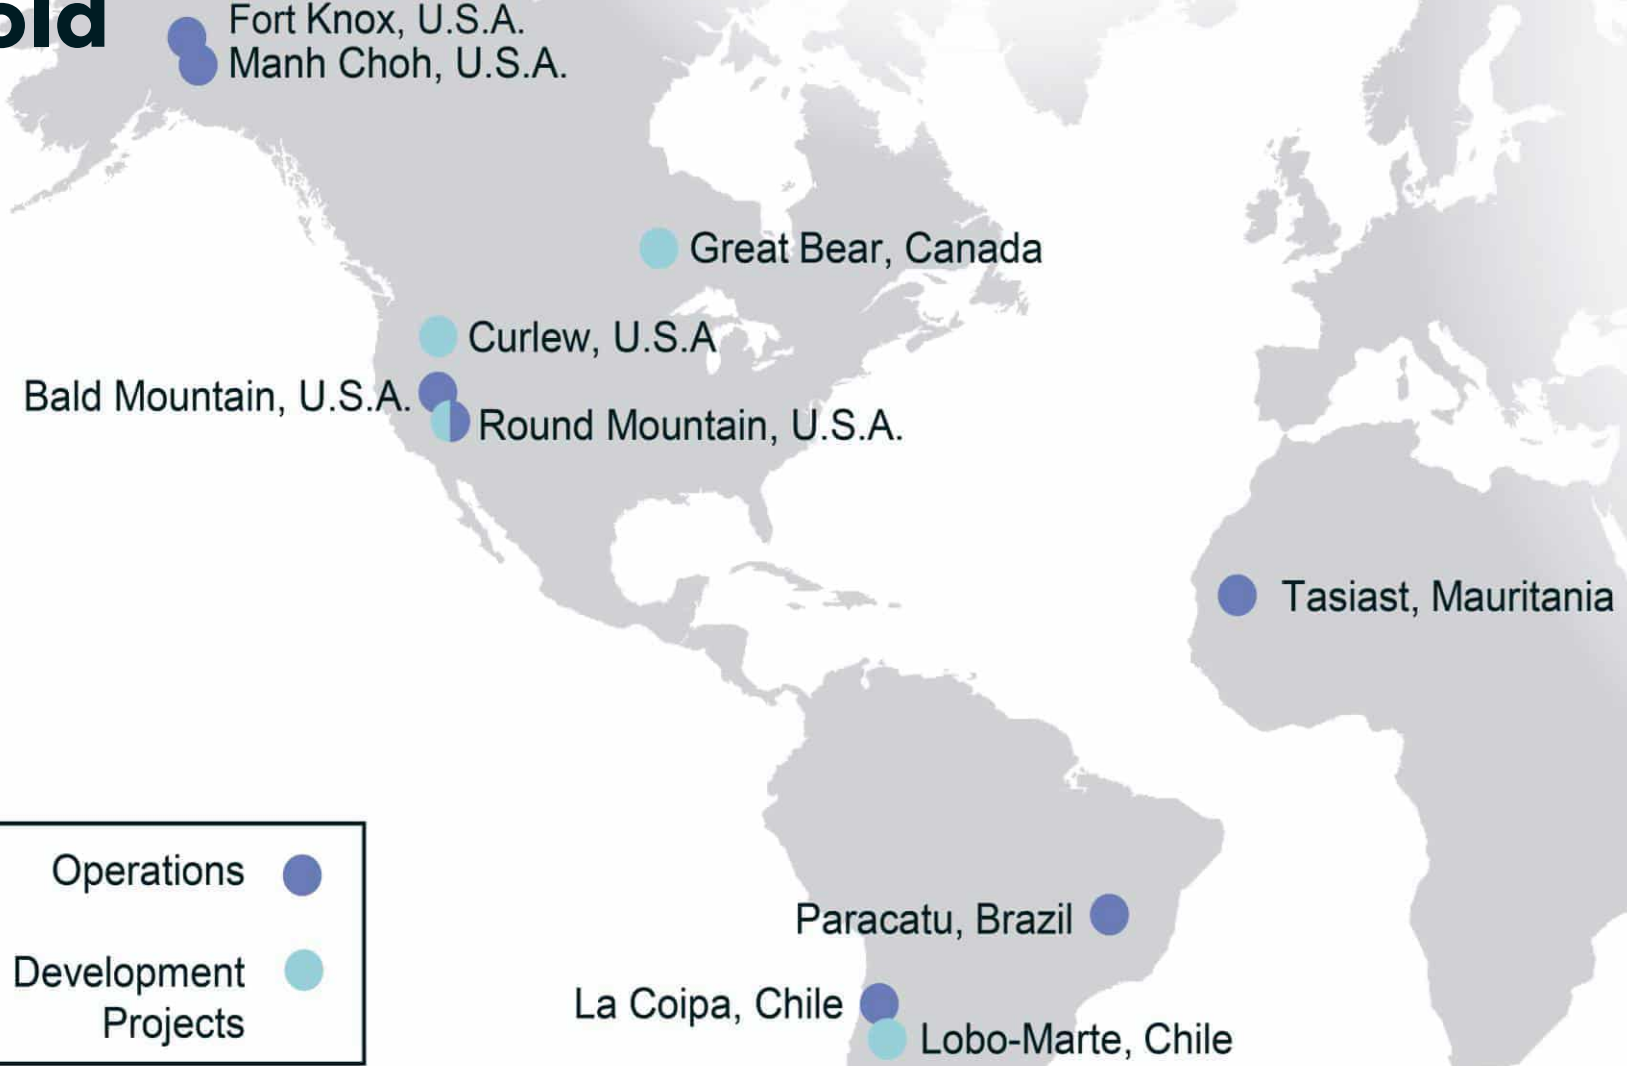 old
Fort Knox, U.S.A.
Manh Choh, U.S.A.
Great Bear, Canada
Curlew, U.S.A
Bald Mountain, U.S.A.
Round Mountain, U.S.A.
Tasiast, Mauritania
Operations
Development
Projects
Paracatu, Brazil
La Coipa, Chile
Lobo-Marte, Chile